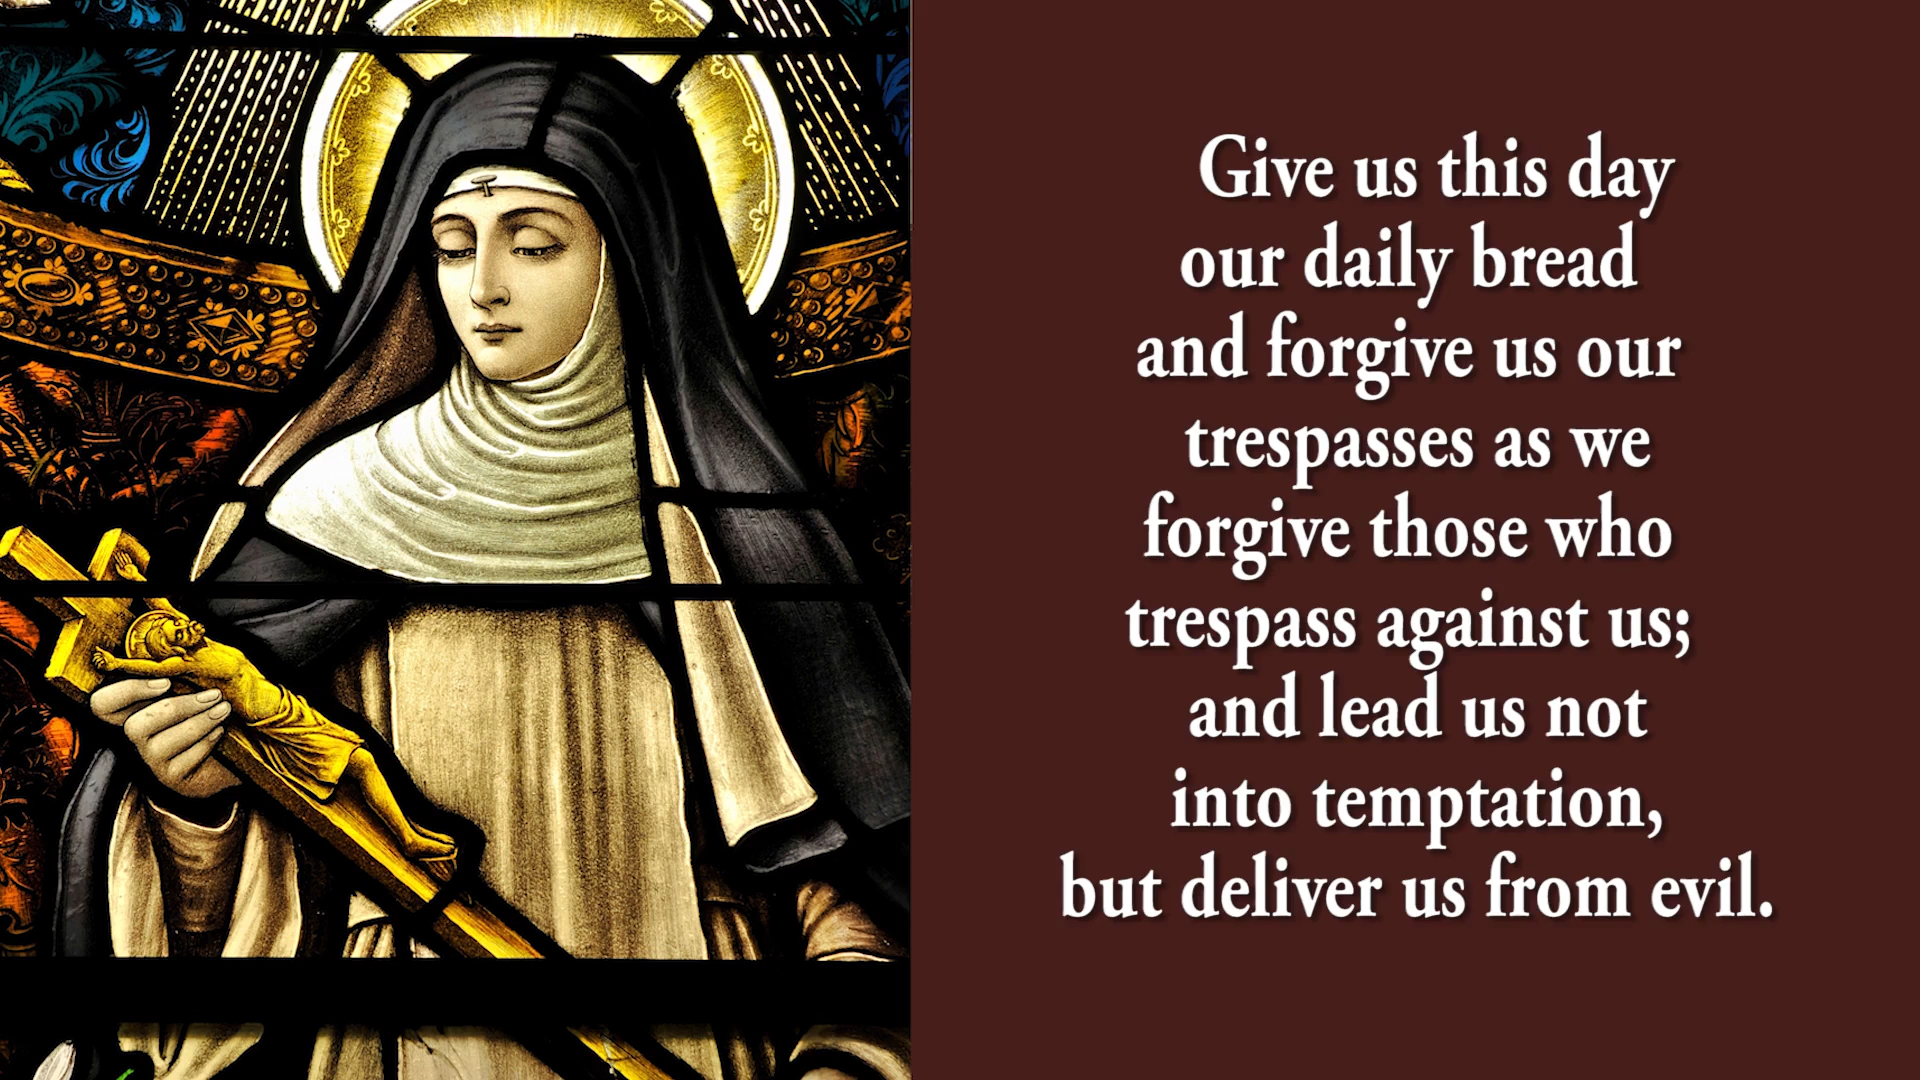 Give us this day
our daily bread
and forgive us our
trespasses as we
forgive those who
trespass against us;
and lead us not
into temptation,
but deliver us from evil.